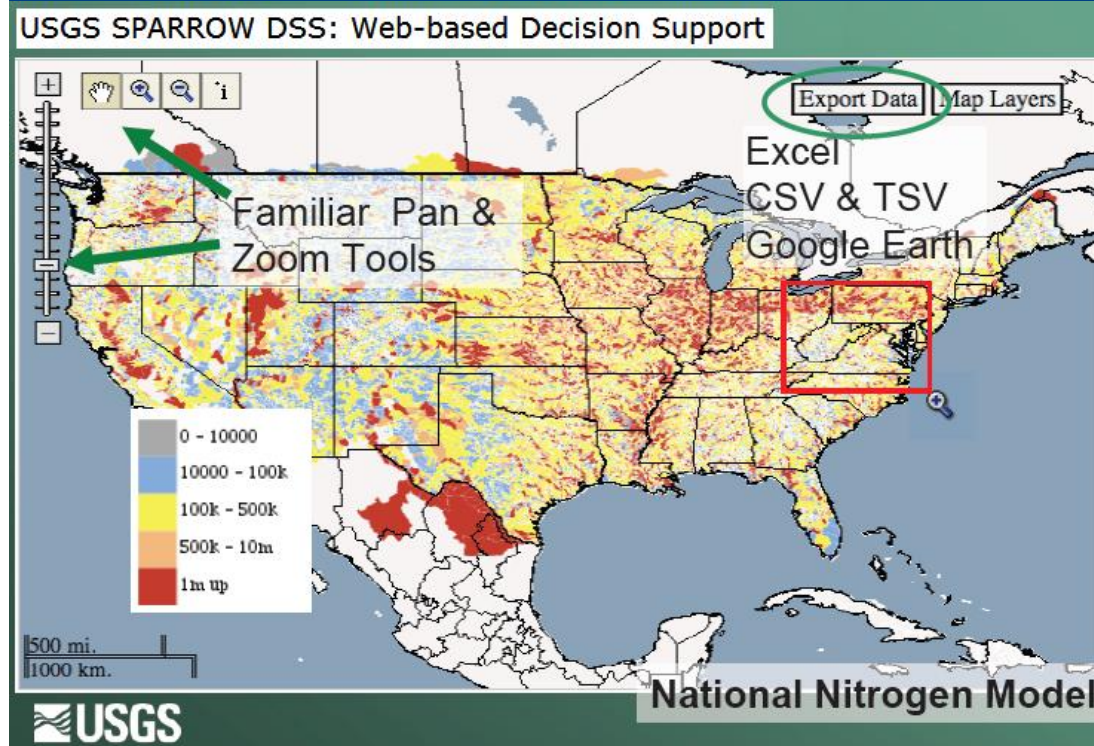 USGS SPARROW DSS: Web-based Decision Support
i
Export Data
Map Layers
Excel
CSV & TSV
Google Earth
Familiar Pan &
Zoom Tools
0 - 10000
10000 - 100k
100k - 500k
500k - 10m
1m up
500 mi.
1000 km.
National Nitrogen Model
USGS